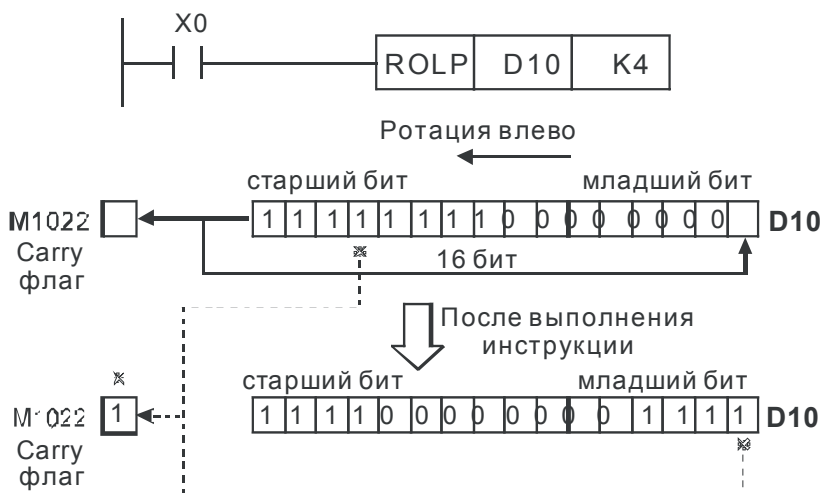 X0
ROLP D10 K4
Ротация влево
старший бит младший бит
M1022 1 1 1 1 1 1 1 1 0 0 0 0 0 0 0 0 D10
Carry
флаг
16 бит
После выполнения
инструкции
старший бит младший бит
M1022 1 1 1 1 1 0 0 0 0 0 0 0 0 1 1 1 1 D10
Carry
флаг